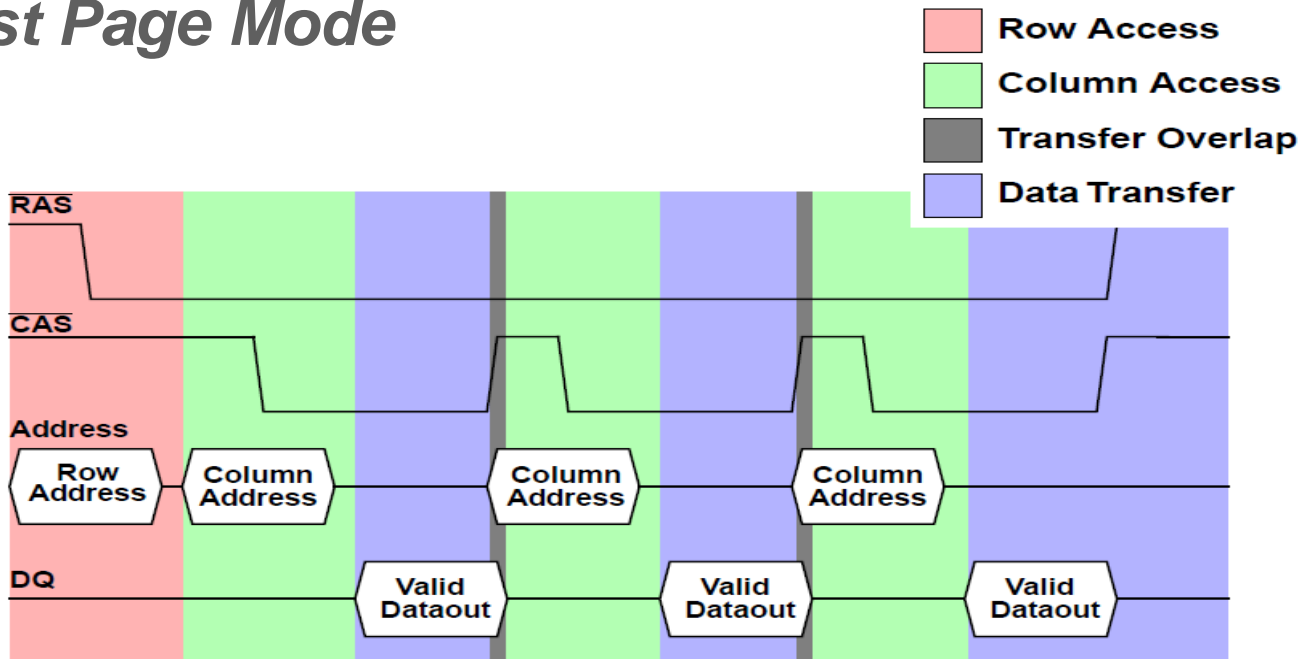 st Page Mode
Row Access
Column Access
Transfer Overlap
Data Transfer
RAS
CAS
Address
Row
Address
Column
Address
Column
Address
Column
Address
DQ
Valid
Dataout
Valid
Dataout
Valid
Dataout